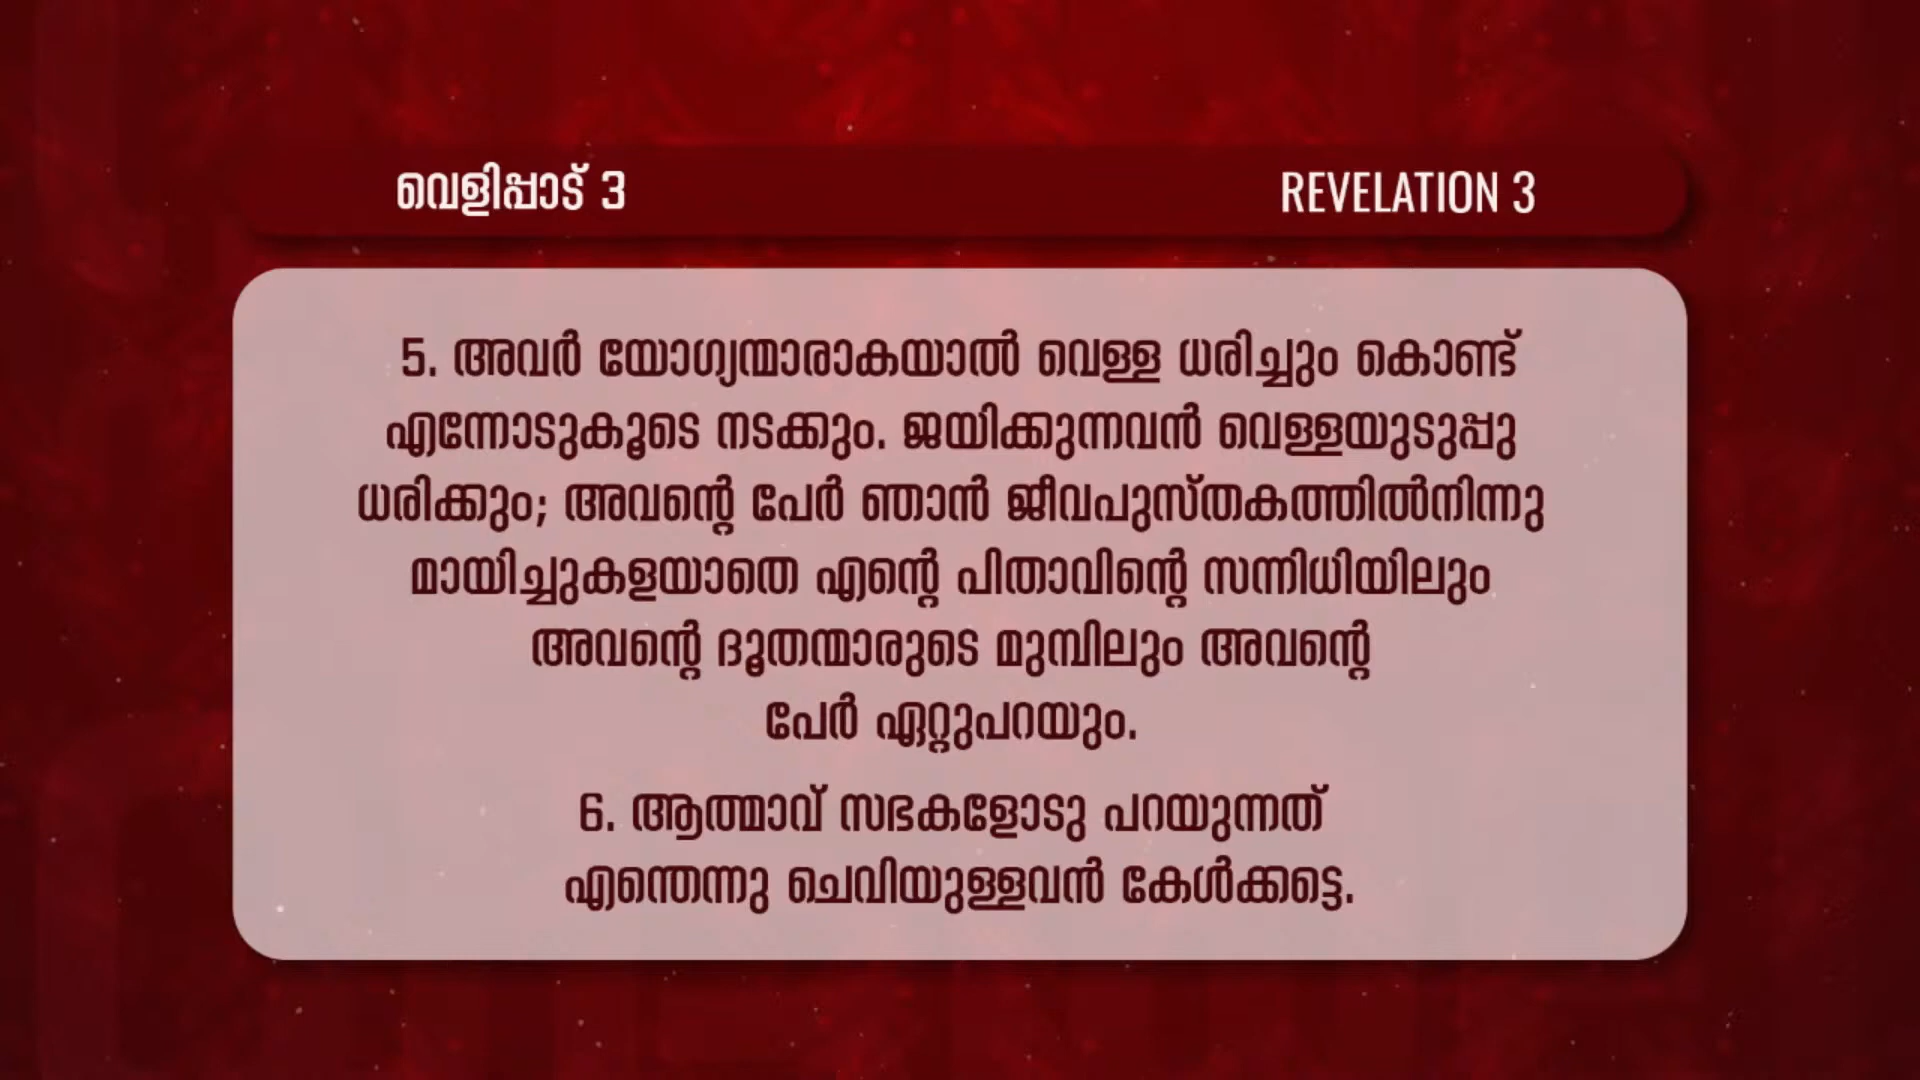 വെളിപ്പാട് 3
REVELATION 3
5. അവർ യോഗ്യന്മാരാകയാൽ വെള്ള ധരിച്ചും കൊണ്ട്
എന്നോടുകൂടെ നടക്കും. ജയിക്കുന്നവൻ വെള്ളയുടുപ്പു
ധരിക്കും; അവന്റെ പേർ ഞാൻ ജീവപുസ്തകത്തിൽനിന്നു
മായിച്ചുകളയാതെ എന്റെ പിതാവിന്റെ സന്നിധിയിലും
അവന്റെ ദൂതന്മാരുടെ മുമ്പിലും അവന്റെ
പേർ ഏറ്റുപറയും.
6. ആത്മാവ് സഭകളോടു പറയുന്നത്
എന്തെന്നു ചെവിയുള്ളവൻ കേൾക്കട്ടെ.